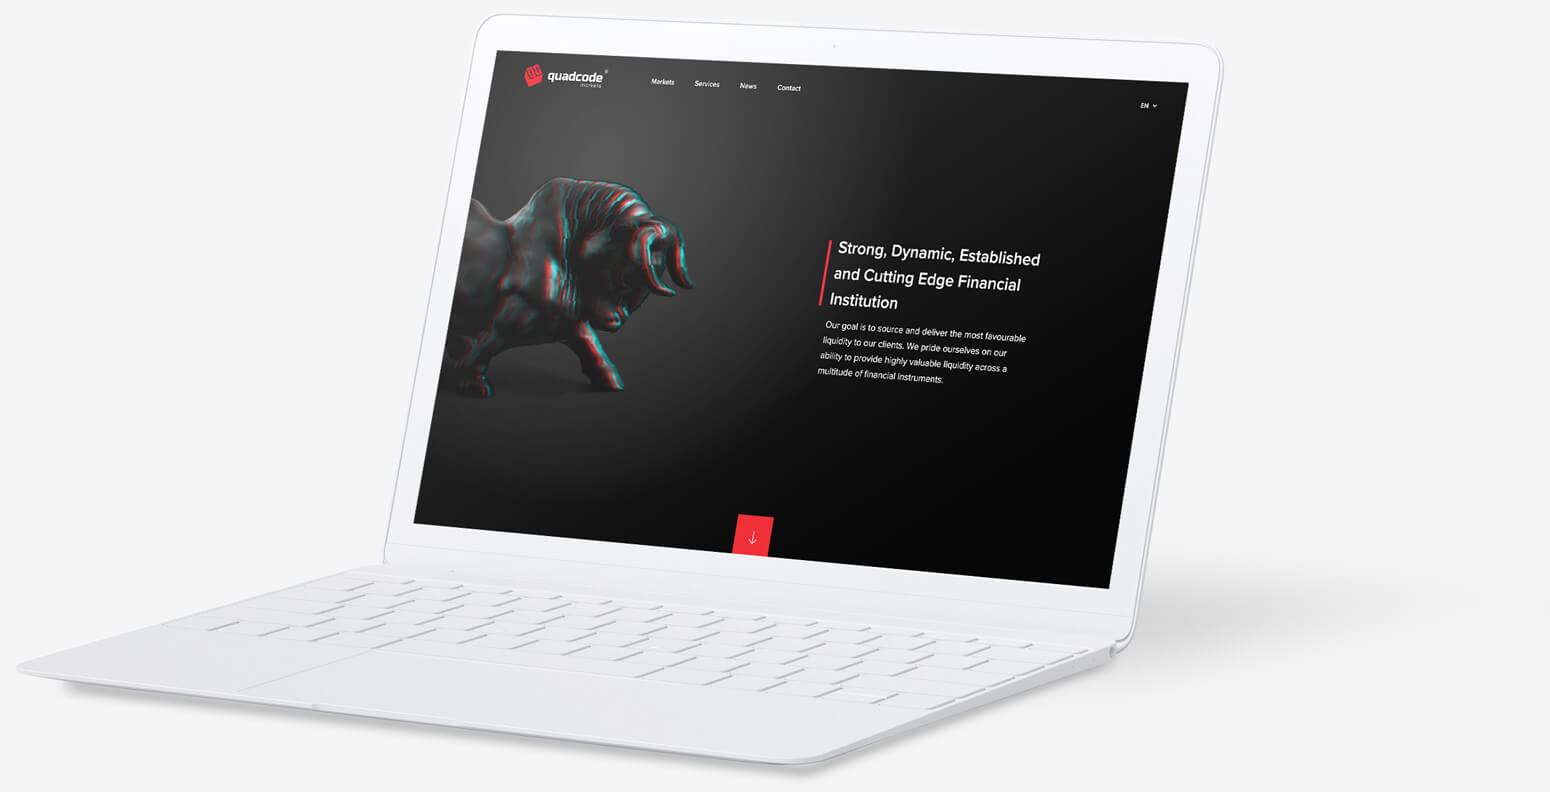 quadcode®
markets
Markets Services News Contact
EN
Strong, Dynamic, Established
and Cutting Edge Financial
Institution
Our goal is to source and deliver the most favourable
liquidity to our clients. We pride ourselves on our
ability to provide highly valuable liquidity across a
multitude of financial instruments.